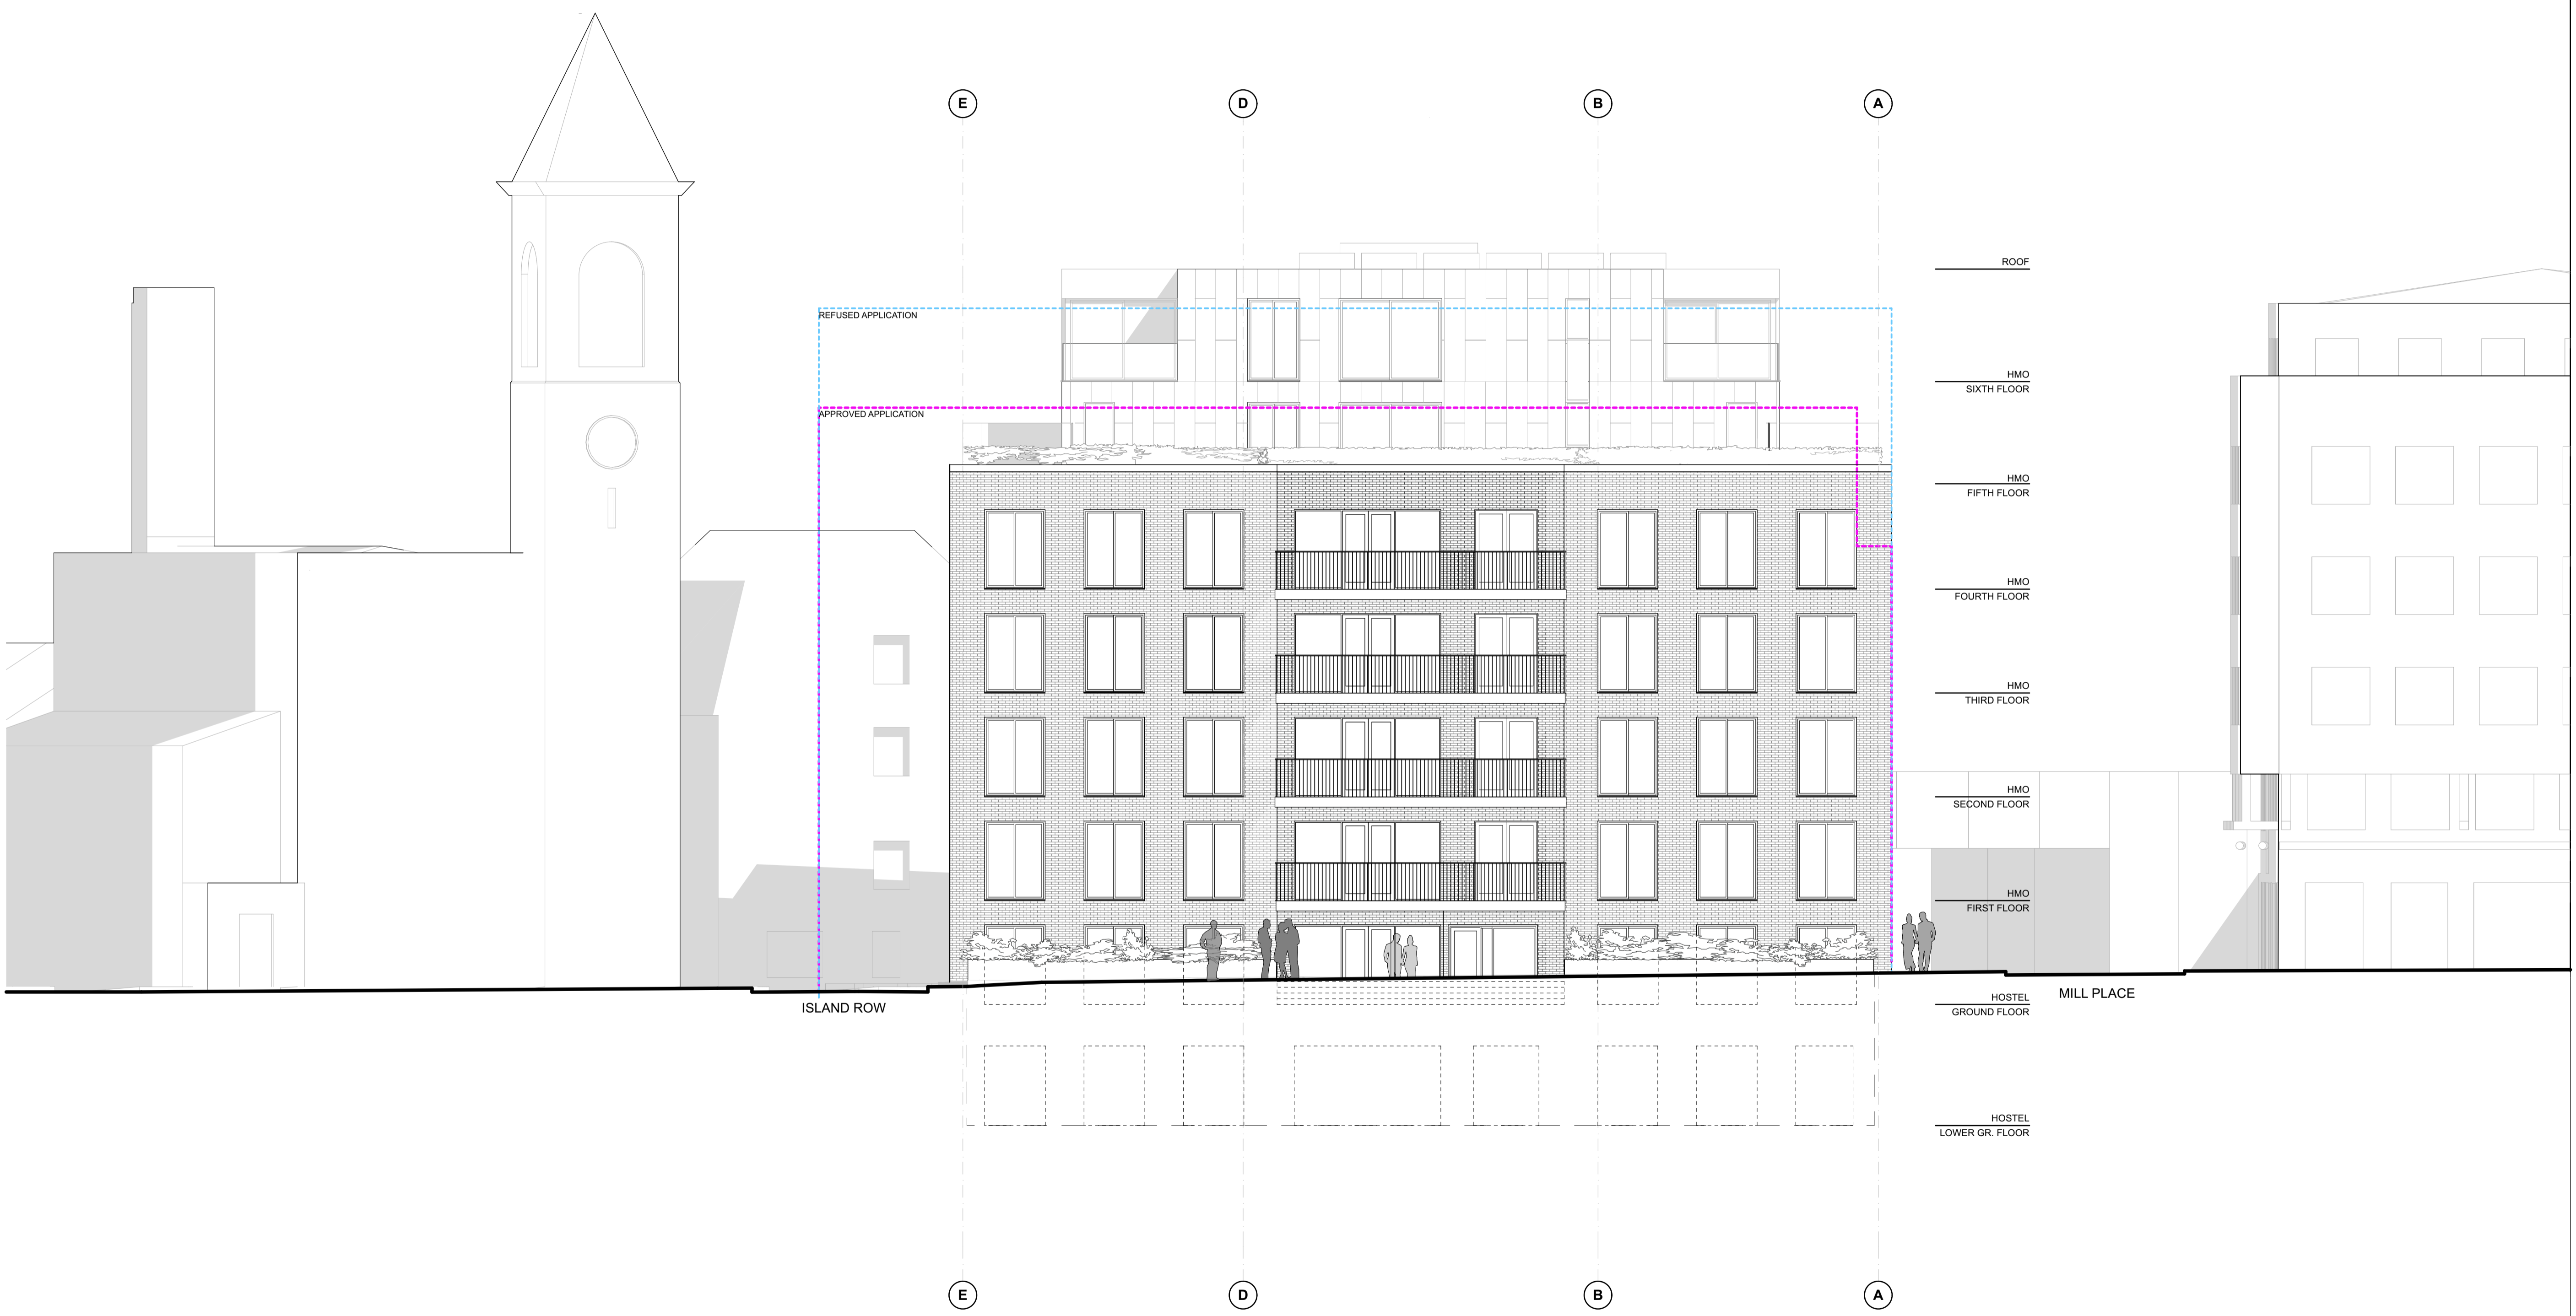 E
D
B
A
ROOF
REFUSED APPLICATION
HMO
SIXTH FLOOR
APPROVED APPLICATION
HMO
FIFTH FLOOR
HMO
FOURTH FLOOR
HMO
THIRD FLOOR
HMO
SECOND FLOOR
HMO
FIRST FLOOR
HOSTEL
GROUND FLOOR
MILL PLACE
ISLAND ROW
HOSTEL
LOWER GR. FLOOR
E
D
B
A